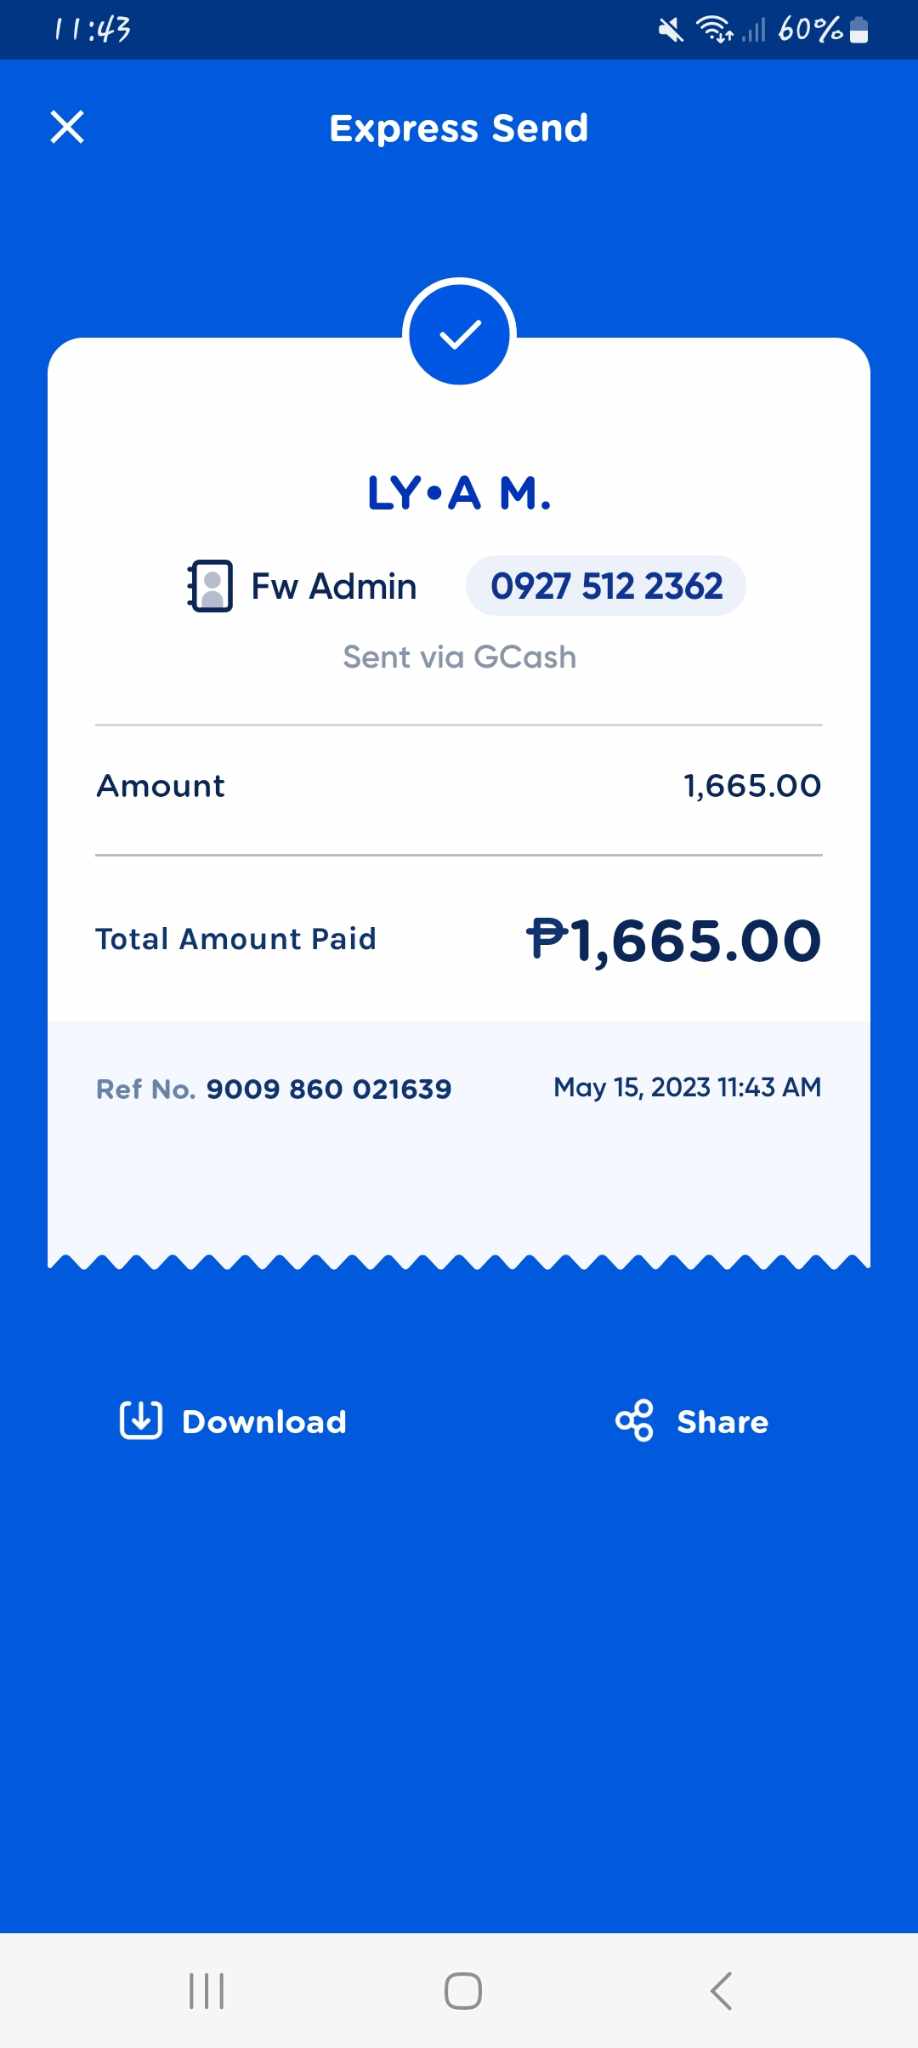 11:43 60%
Express Send
LY•A M.
Fw Admin 0927 512 2362
Sent via GCash
Amount 1,665.00
Total Amount Paid ₱1,665.00
Ref No. 9009 860 021639 May 15, 2023 11:43 AM
Download Share